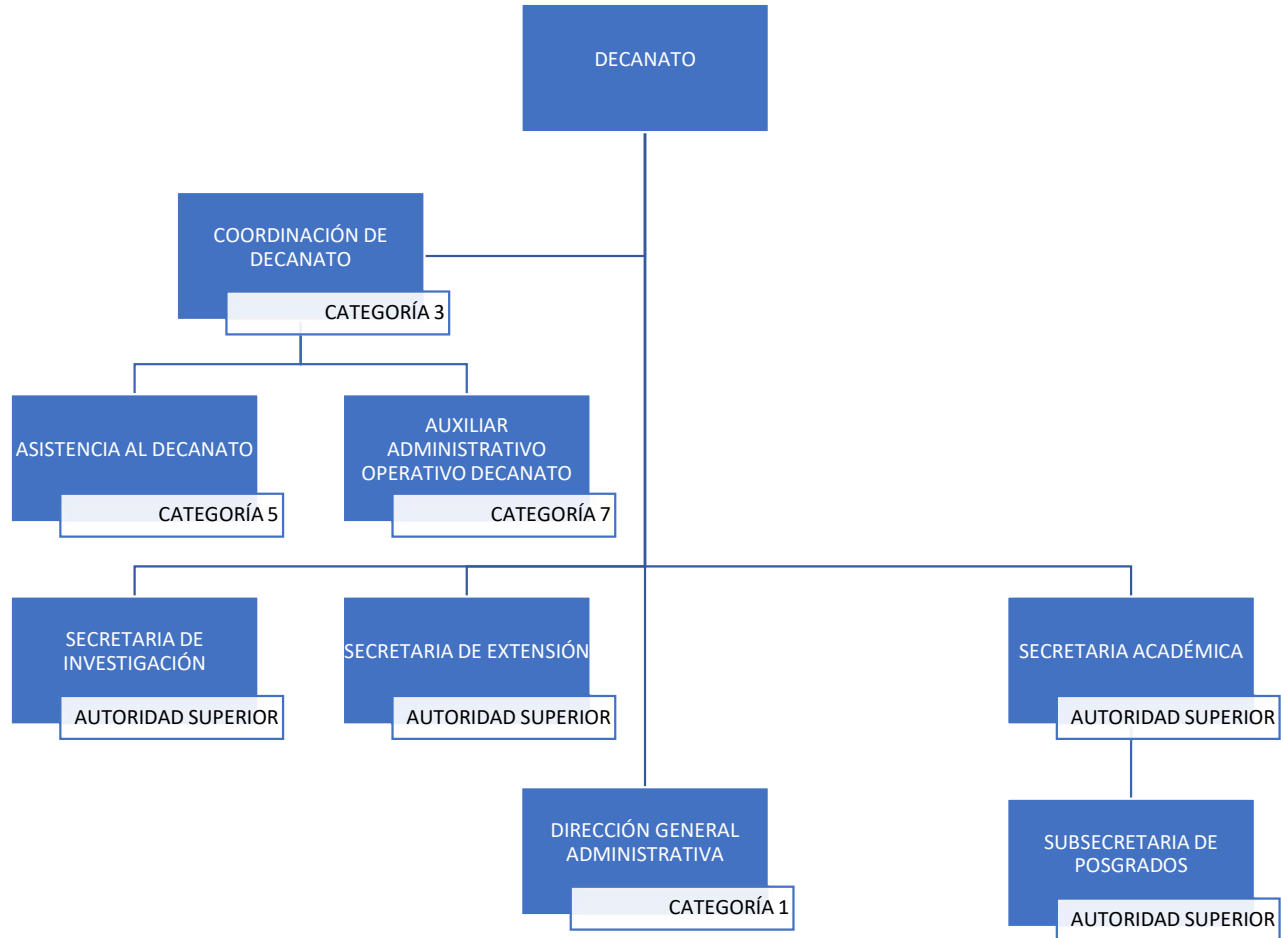 DECANATO
COORDINACIÓN DE
DECANATO
CATEGORÍA 3
ASISTENCIA AL DECANATO
CATEGORÍA 5
AUXILIAR
ADMINISTRATIVO
OPERATIVO DECANATO
CATEGORÍA 7
SECRETARIA DE
INVESTIGACIÓN
AUTORIDAD SUPERIOR
SECRETARIA DE EXTENSIÓN
AUTORIDAD SUPERIOR
SECRETARIA ACADÉMICA
AUTORIDAD SUPERIOR
DIRECCIÓN GENERAL
ADMINISTRATIVA
CATEGORÍA 1
SUBSECRETARIA DE
POSGRADOS
AUTORIDAD SUPERIOR